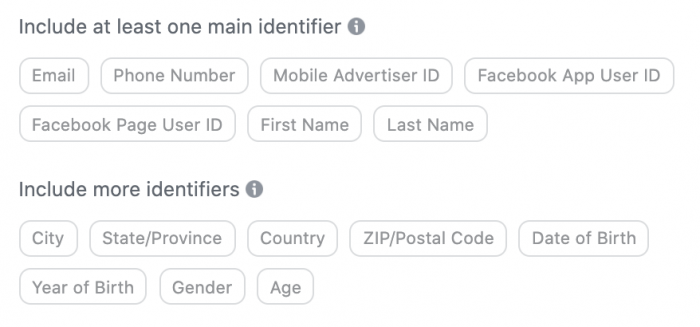 Include at least one main identifier
Email Phone Number Mobile Advertiser ID Facebook App User ID
Facebook Page User ID First Name Last Name
Include more identifiers
City State/Province Country ZIP/Postal Code Date of Birth
Year of Birth Gender Age